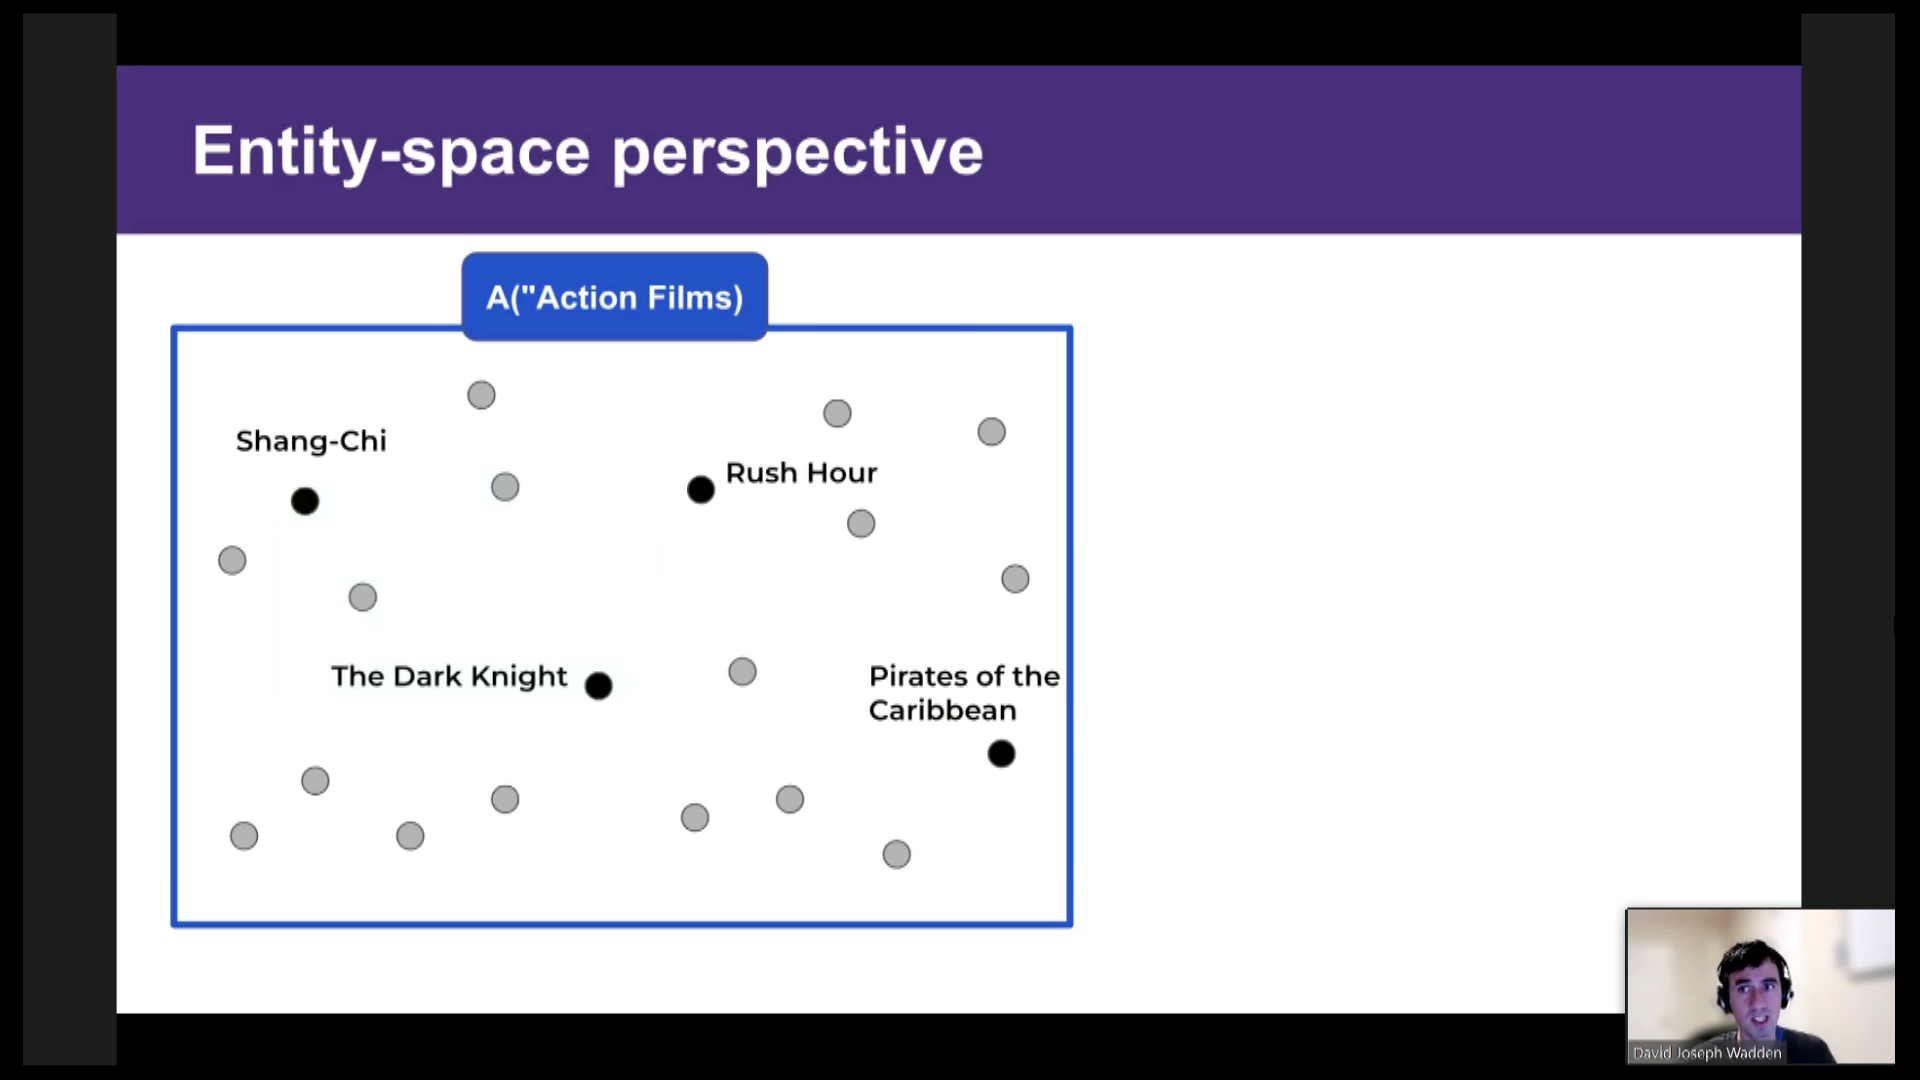 Entity-space perspective
A("Action Films)
Shang-Chi
Rush Hour
The Dark Knight
Pirates of the
Caribbean
David Joseph Wadden